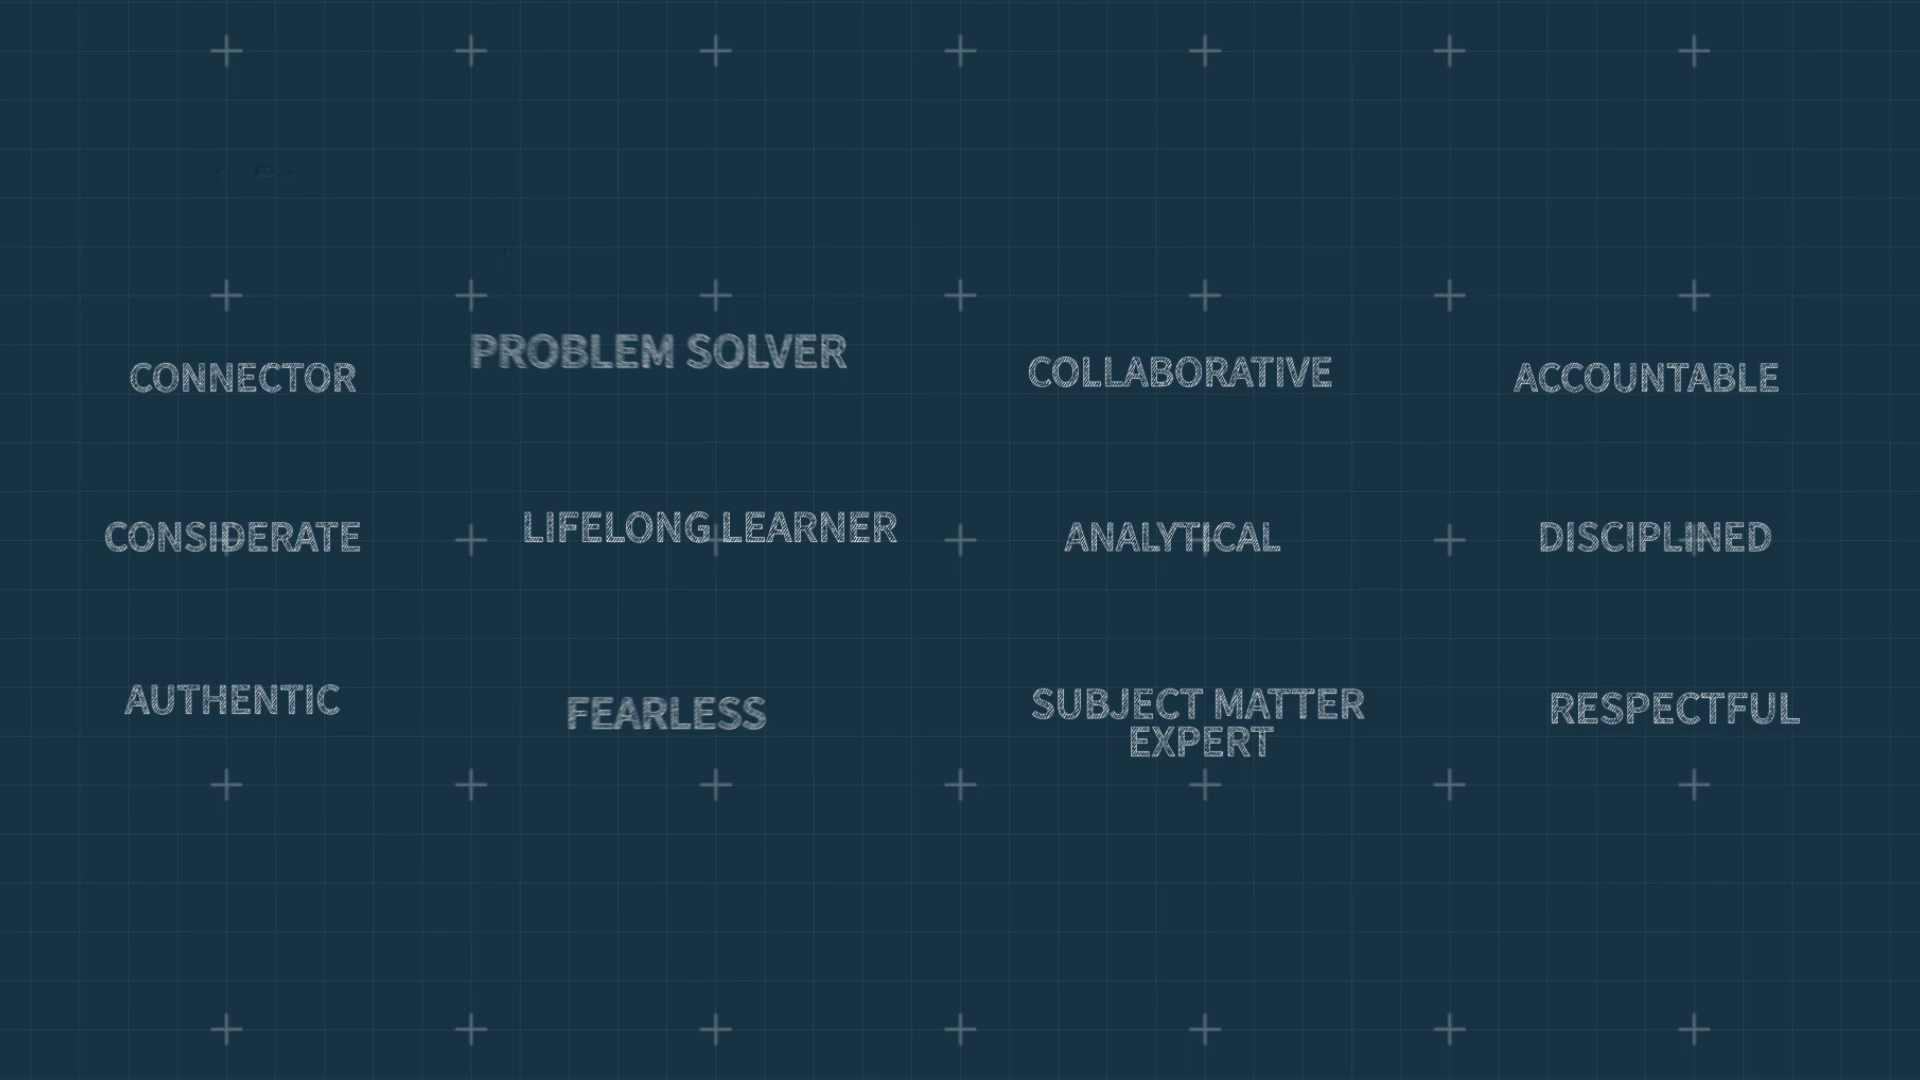 CONNECTOR
PROBLEM SOLVER
COLLABORATIVE
ACCOUNTABLE
CONSIDERATE
LIFELONG LEARNER
ANALYTICAL
DISCIPLINED
AUTHENTIC
FEARLESS
SUBJECT MATTER
EXPERT
RESPECTFUL